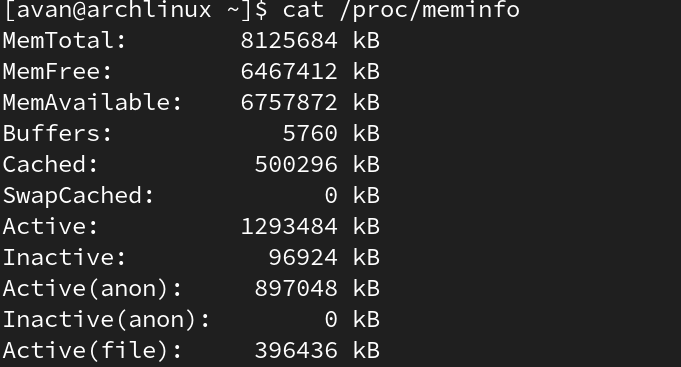 [avan@archlinux ~]$ cat /proc/meminfo
MemTotal:        8125684 kB
MemFree:         6467412 kB
MemAvailable:    6757872 kB
Buffers:            5760 kB
Cached:           500296 kB
SwapCached:            0 kB
Active:          1293484 kB
Inactive:          96924 kB
Active(anon):     897048 kB
Inactive(anon):        0 kB
Active(file):     396436 kB